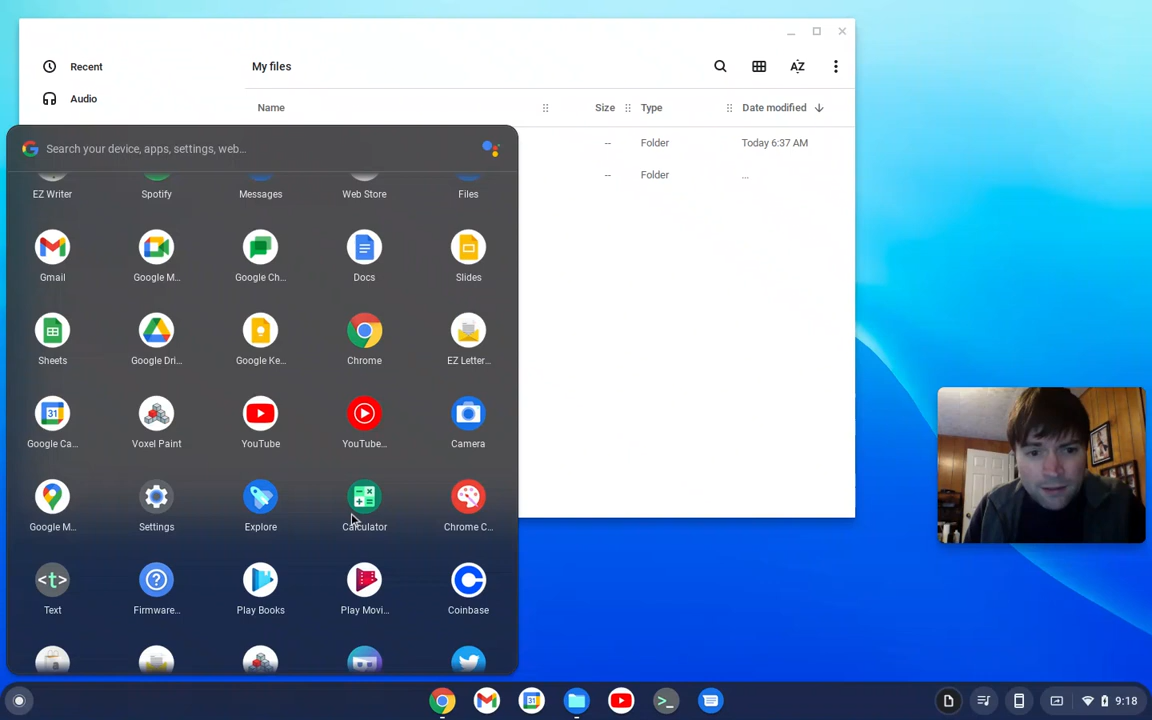 Recent
My files
Audio
Name
Size
Type
Date modified
Search your device, apps, settings, web...
--
Folder
Today 6:37 AM
--
Folder
...
EZ Writer
Spotify
Messages
Web Store
Files
Gmail
Google M...
Google Ch...
Docs
Slides
Sheets
Google Dri...
Google Ke...
Chrome
EZ Letter...
31
Google Ca...
Voxel Paint
YouTube
YouTube...
Camera
Google M...
Settings
Explore
Calculator
Chrome C...
<t>
Text
Firmware...
Play Books
Play Movi...
Coinbase
31
9:18